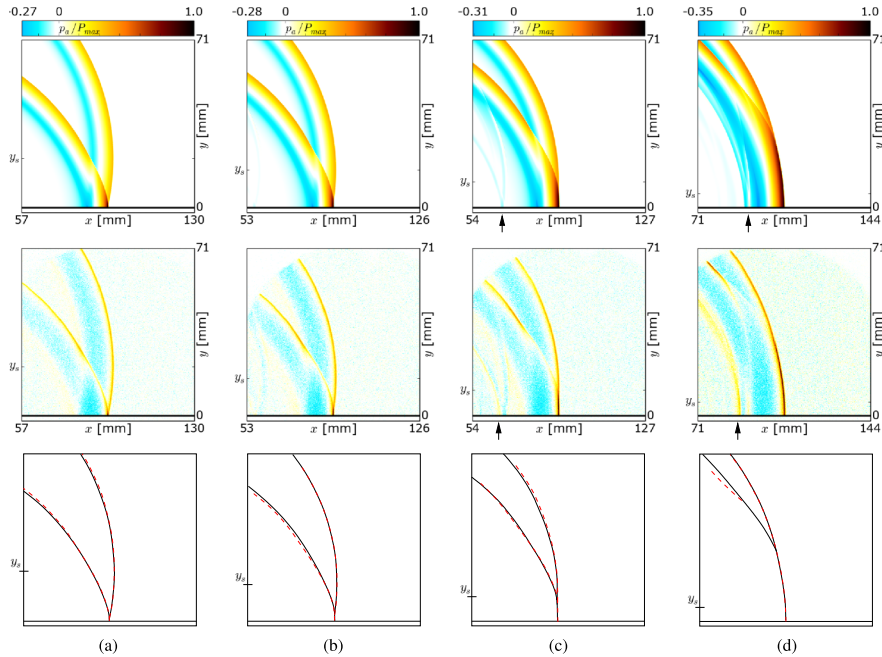 -0.27 0 1.0
p_a/P_max
71
y [mm]
y_s
0
57 x [mm] 130
-0.28 0 1.0
p_a/P_max
71
y [mm]
y_s
0
53 x [mm] 126
-0.31 0 1.0
p_a/P_max
71
y [mm]
y_s
0
54 x [mm] 127
-0.35 0 1.0
p_a/P_max
71
y [mm]
y_s
0
71 x [mm] 144
71
y [mm]
y_s
0
57 x [mm] 130
71
y [mm]
y_s
0
53 x [mm] 126
71
y [mm]
y_s
0
54 x [mm] 127
71
y [mm]
y_s
0
71 x [mm] 144
y_s
y_s
y_s
y_s
(a) (b) (c) (d)